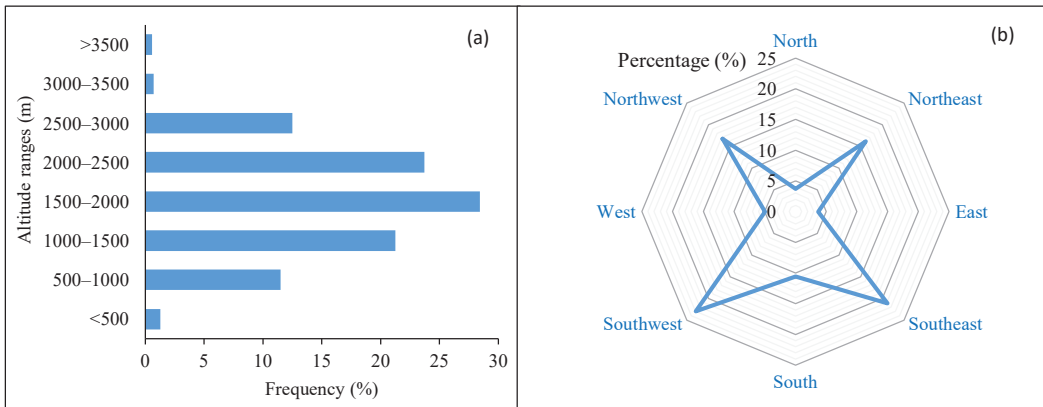 (a)
Altitude ranges (m)
>3500
3000–3500
2500–3000
2000–2500
1500–2000
1000–1500
500–1000
<500
0 5 10 15 20 25 30
Frequency (%)
(b)
North
Percentage (%)
25
20
15
10
5
0
Northwest
Northeast
West
East
Southwest
Southeast
South